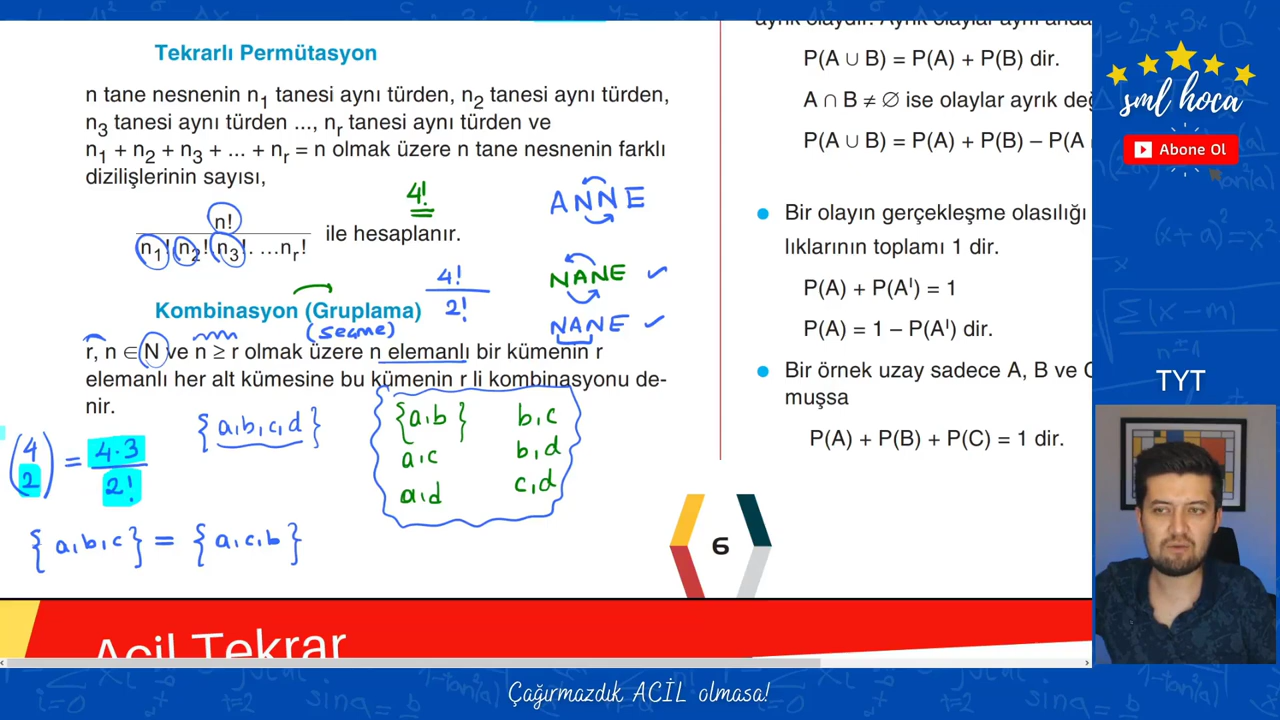 Tekrarlı Permütasyon
n tane nesnenin n1 tanesi aynı türden, n2 tanesi aynı türden,
n3 tanesi aynı türden ..., nr tanesi aynı türden ve
n1 + n2 + n3 + ... + nr = n olmak üzere n tane nesnenin farklı
dizilişlerinin sayısı,
4!
n!
n1! n2! n3!. ...nr!
ile hesaplanır.
ANNE
NANE
NANE
4!
2!
Kombinasyon (Gruplama)
(seçme)
r, n ∈ N ve n ≥ r olmak üzere n elemanlı bir kümenin r
elemanlı her alt kümesine bu kümenin r li kombinasyonu de-
nir.
{a,b,c,d}
{a,b} b,c
a,c b,d
a,d c,d
(4 2) = 4·3 / 2!
{a,b,c} = {a,c,b}
ayrık olaydır. Ayrık olaylar aynı anda
P(A ∪ B) = P(A) + P(B) dir.
A ∩ B ≠ ∅ ise olaylar ayrık değ
P(A ∪ B) = P(A) + P(B) – P(A
Bir olayın gerçekleşme olasılığı
lıklarının toplamı 1 dir.
P(A) + P(Aı) = 1
P(A) = 1 – P(Aı) dir.
Bir örnek uzay sadece A, B ve C
muşsa
P(A) + P(B) + P(C) = 1 dir.
6
Acil Tekrar
sml hoca
Abone Ol
TYT
Çağırmazdık ACİL olmasa!